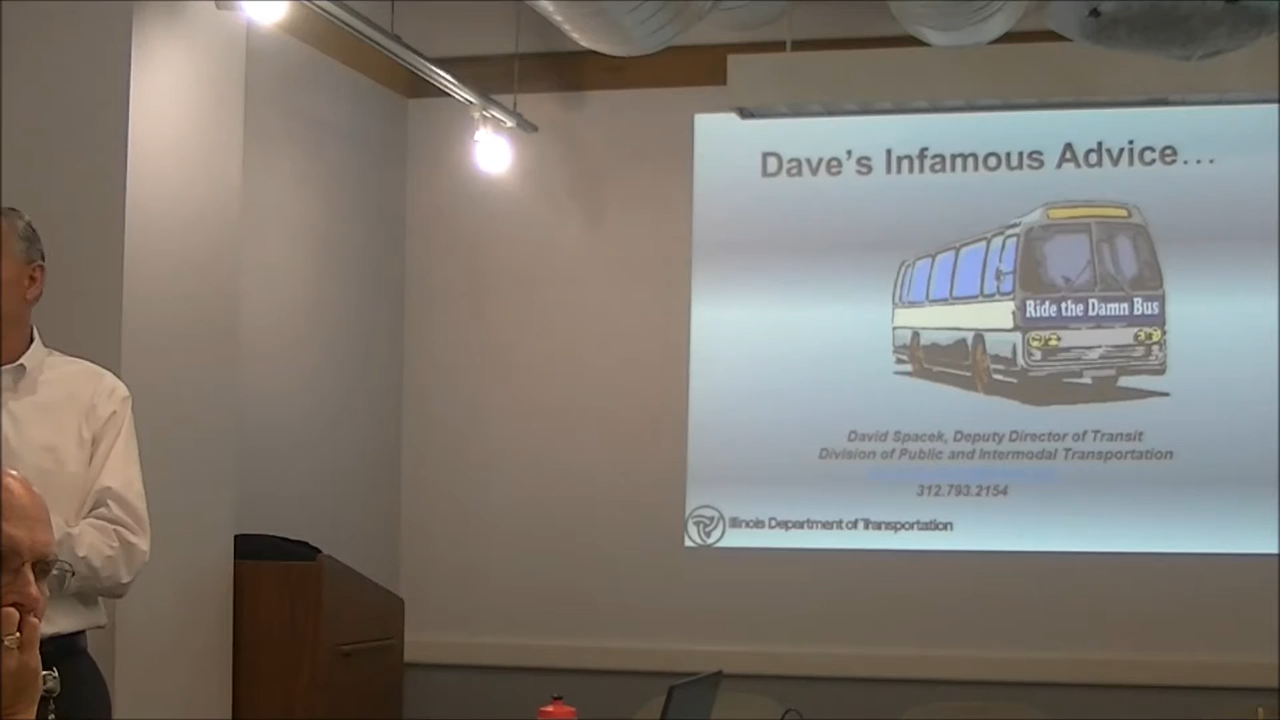 Dave's Infamous Advice...
Ride the Damn Bus
David Spacek, Deputy Director of Transit
Division of Public and Intermodal Transportation
312.793.2154
Illinois Department of Transportation